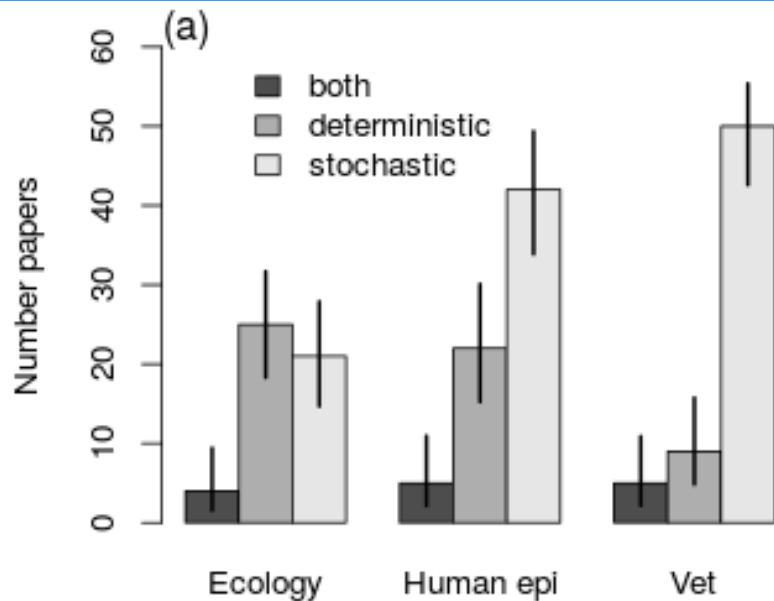 (a)
both
deterministic
stochastic
Number papers
60
50
40
30
20
10
0
Ecology Human epi Vet